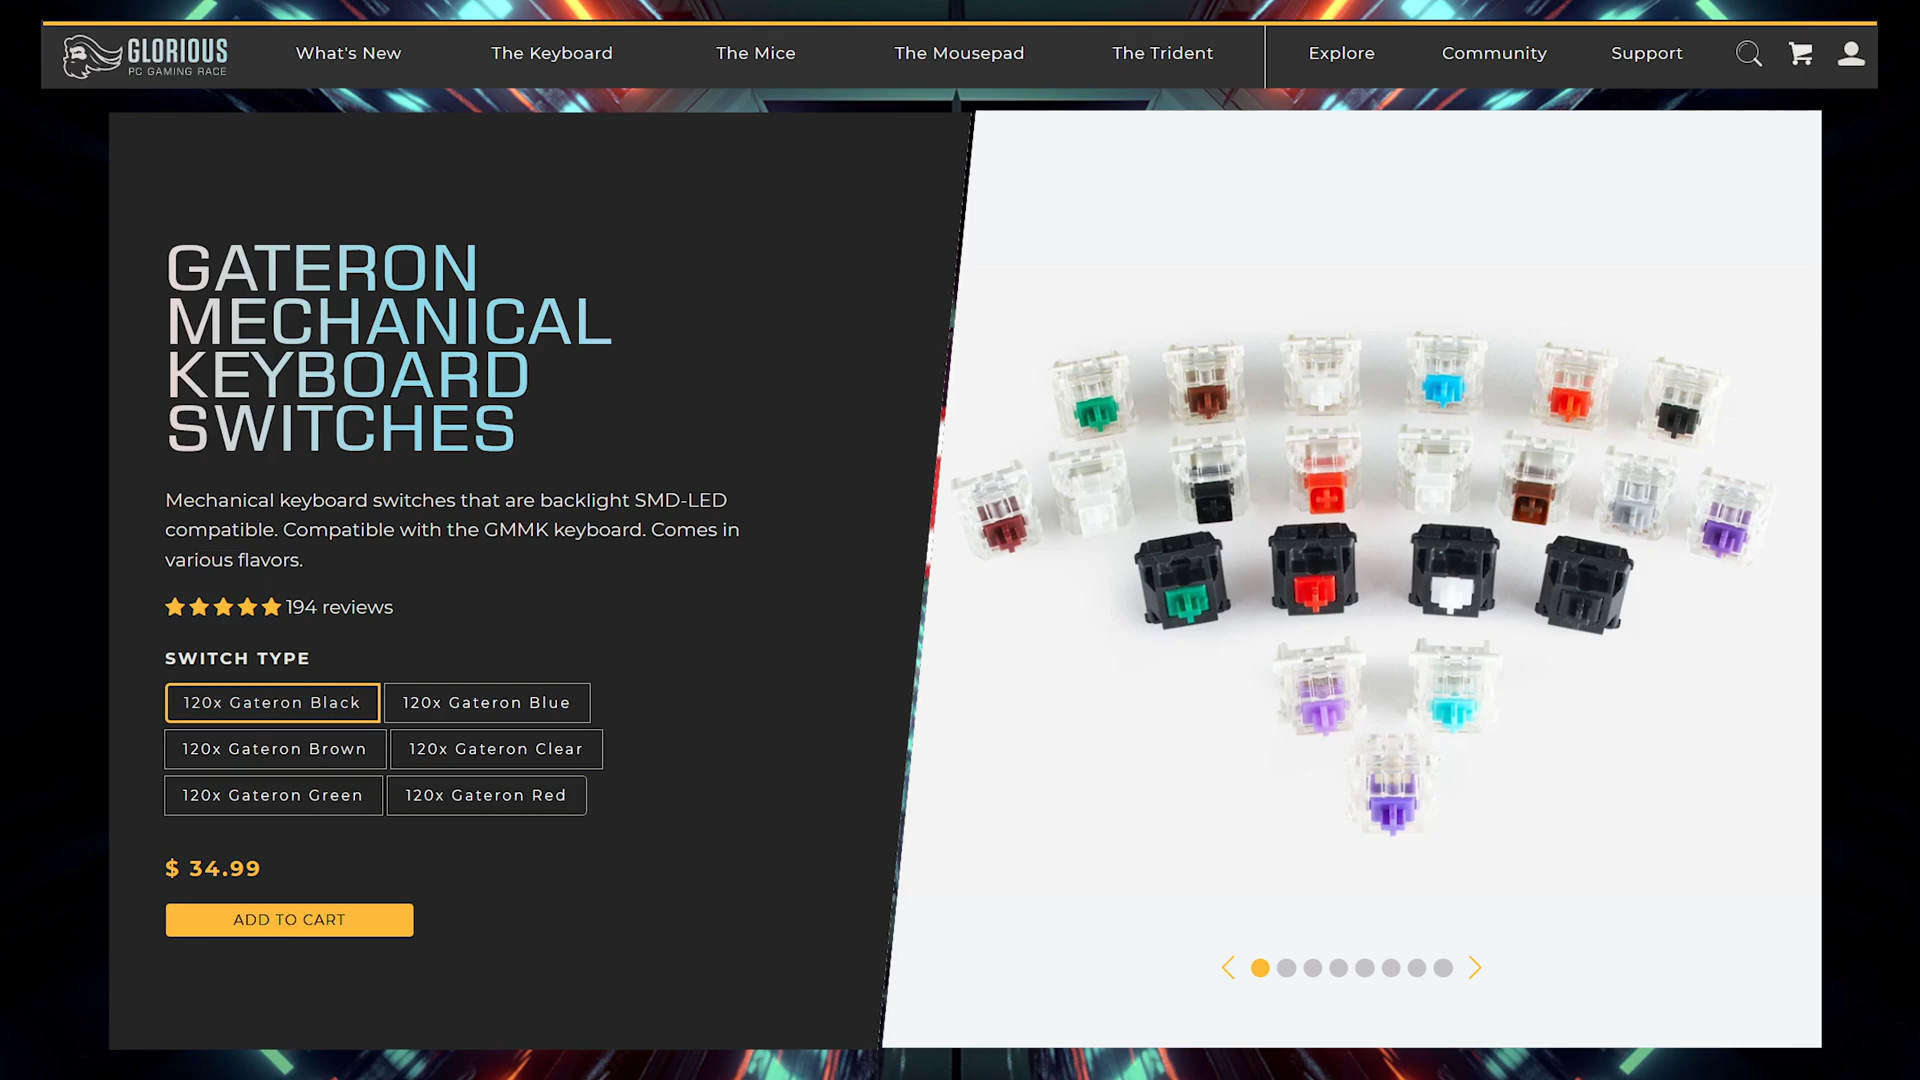 GLORIOUS
PC GAMING RACE
What's New
The Keyboard
The Mice
The Mousepad
The Trident
Explore
Community
Support
GATERON
MECHANICAL
KEYBOARD
SWITCHES
Mechanical keyboard switches that are backlight SMD-LED
compatible. Compatible with the GMMK keyboard. Comes in
various flavors.
194 reviews
SWITCH TYPE
120x Gateron Black
120x Gateron Blue
120x Gateron Brown
120x Gateron Clear
120x Gateron Green
120x Gateron Red
$ 34.99
ADD TO CART